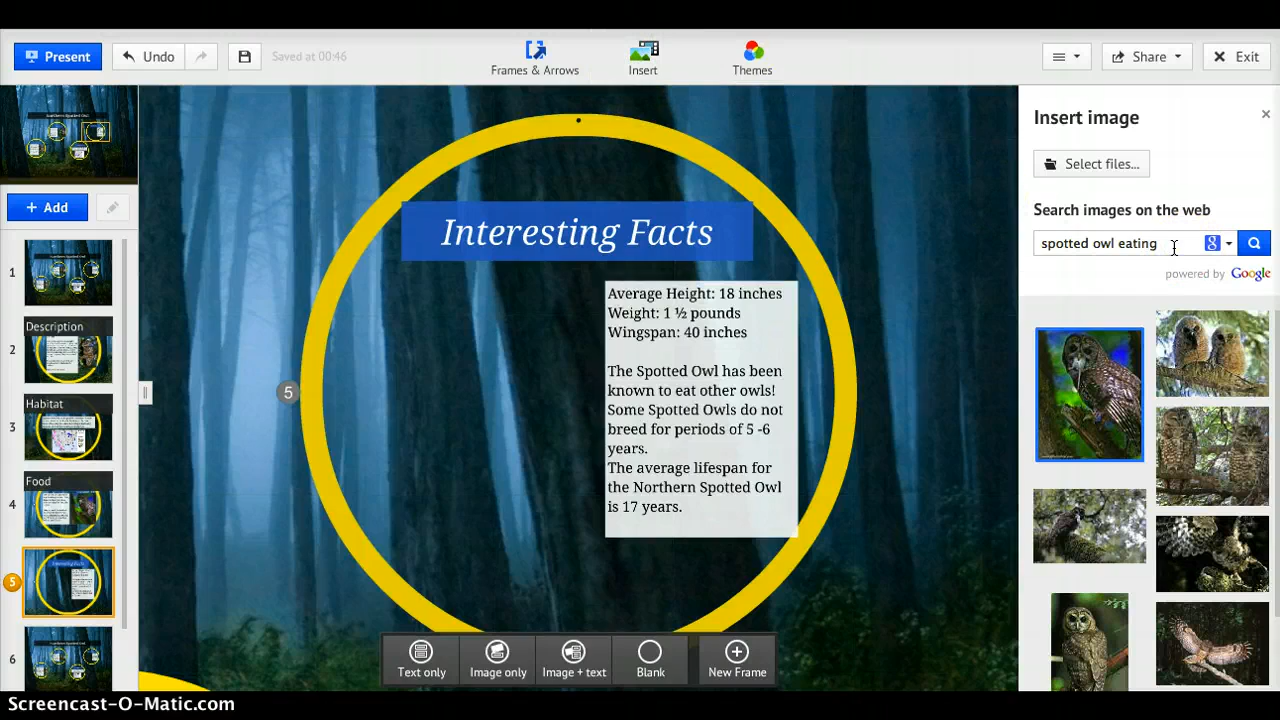 Present
Undo
Saved at 00:46
Frames & Arrows
Insert
Themes
Share
Exit
Add
1
2
Description
3
Habitat
4
Food
5
6
5
Interesting Facts
Average Height: 18 inches
Weight: 1 ½ pounds
Wingspan: 40 inches
The Spotted Owl has been
known to eat other owls!
Some Spotted Owls do not
breed for periods of 5 -6
years.
The average lifespan for
the Northern Spotted Owl
is 17 years.
Text only
Image only
Image + text
Blank
New Frame
Insert image
Select files...
Search images on the web
spotted owl eating
8
powered by Google
Screencast-O-Matic.com